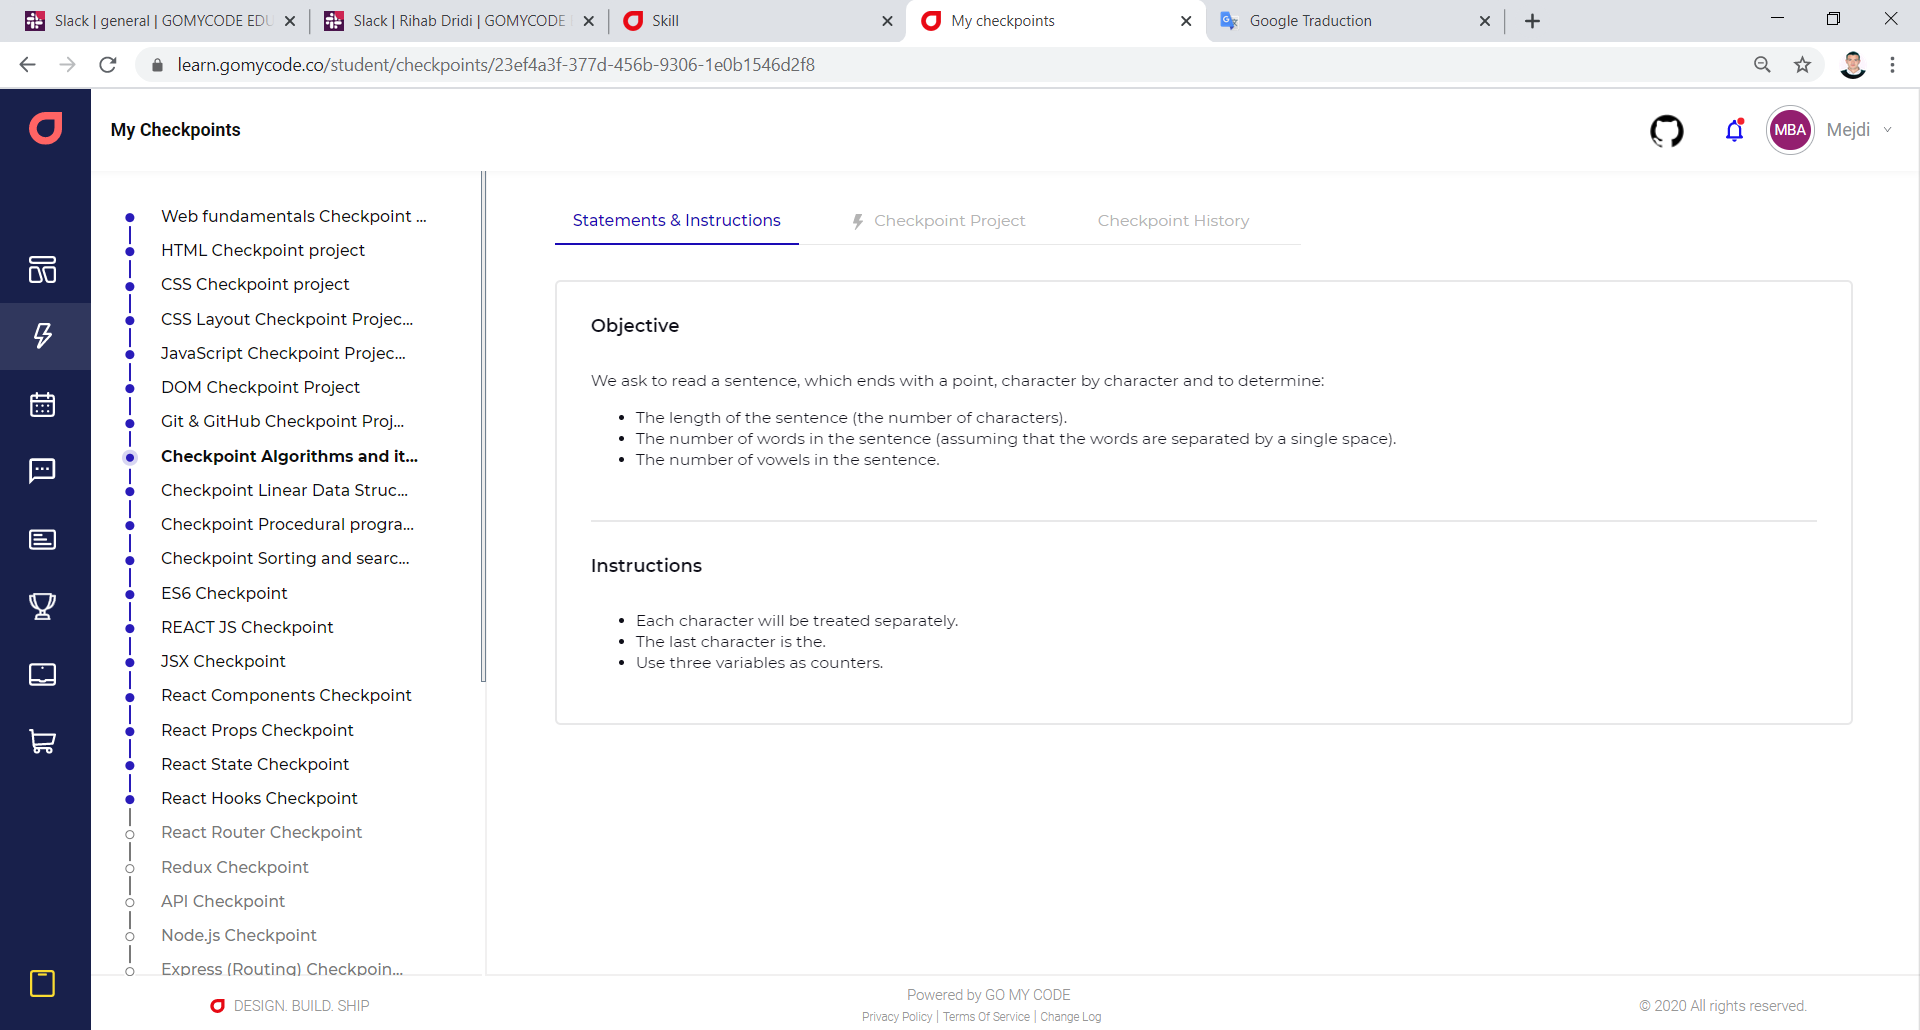 Slack | general | GOMYCODE EDU
Slack | Rihab Dridi | GOMYCODE
Skill
My checkpoints
Google Traduction
learn.gomycode.co/student/checkpoints/23ef4a3f-377d-456b-9306-1e0b1546d2f8
My Checkpoints
MBA
Mejdi
Web fundamentals Checkpoint ...
HTML Checkpoint project
CSS Checkpoint project
CSS Layout Checkpoint Projec...
JavaScript Checkpoint Projec...
DOM Checkpoint Project
Git & GitHub Checkpoint Proj...
Checkpoint Algorithms and it...
Checkpoint Linear Data Struc...
Checkpoint Procedural progra...
Checkpoint Sorting and searc...
ES6 Checkpoint
REACT JS Checkpoint
JSX Checkpoint
React Components Checkpoint
React Props Checkpoint
React State Checkpoint
React Hooks Checkpoint
React Router Checkpoint
Redux Checkpoint
API Checkpoint
Node.js Checkpoint
Express (Routing) Checkpoin...
Statements & Instructions
Checkpoint Project
Checkpoint History
Objective
We ask to read a sentence, which ends with a point, character by character and to determine:
• The length of the sentence (the number of characters).
• The number of words in the sentence (assuming that the words are separated by a single space).
• The number of vowels in the sentence.
Instructions
• Each character will be treated separately.
• The last character is the.
• Use three variables as counters.
DESIGN. BUILD. SHIP
Powered by GO MY CODE
Privacy Policy | Terms Of Service | Change Log
© 2020 All rights reserved.